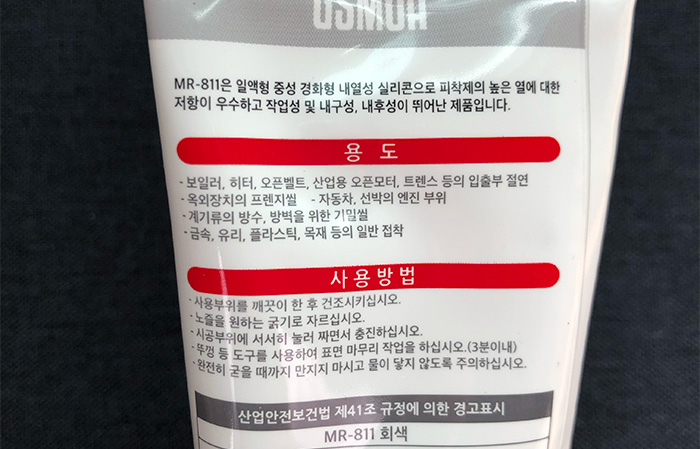 MR-811은 일액형 중성 경화형 내열성 실리콘으로 피착제의 높은 열에 대한
저항이 우수하고 작업성 및 내구성, 내후성이 뛰어난 제품입니다.
용 도
- 보일러, 히터, 오픈벨트, 산업용 오픈모터, 트렌스 등의 입출부 절연
- 옥외장치의 프렌지씰 - 자동차, 선박의 엔진 부위
- 계기류의 방수, 방벽을 위한 기밀씰
- 금속, 유리, 플라스틱, 목재 등의 일반 접착
사용방법
- 사용부위를 깨끗이 한 후 건조시키십시오.
- 노즐을 원하는 굵기로 자르십시오.
- 시공부위에 서서히 눌러 짜면서 충진하십시오.
- 뚜껑 등 도구를 사용하여 표면 마무리 작업을 하십시오.(3분이내)
- 완전히 굳을 때까지 만지지 마시고 물이 닿지 않도록 주의하십시오.
산업안전보건법 제41조 규정에 의한 경고표시
MR-811 회색